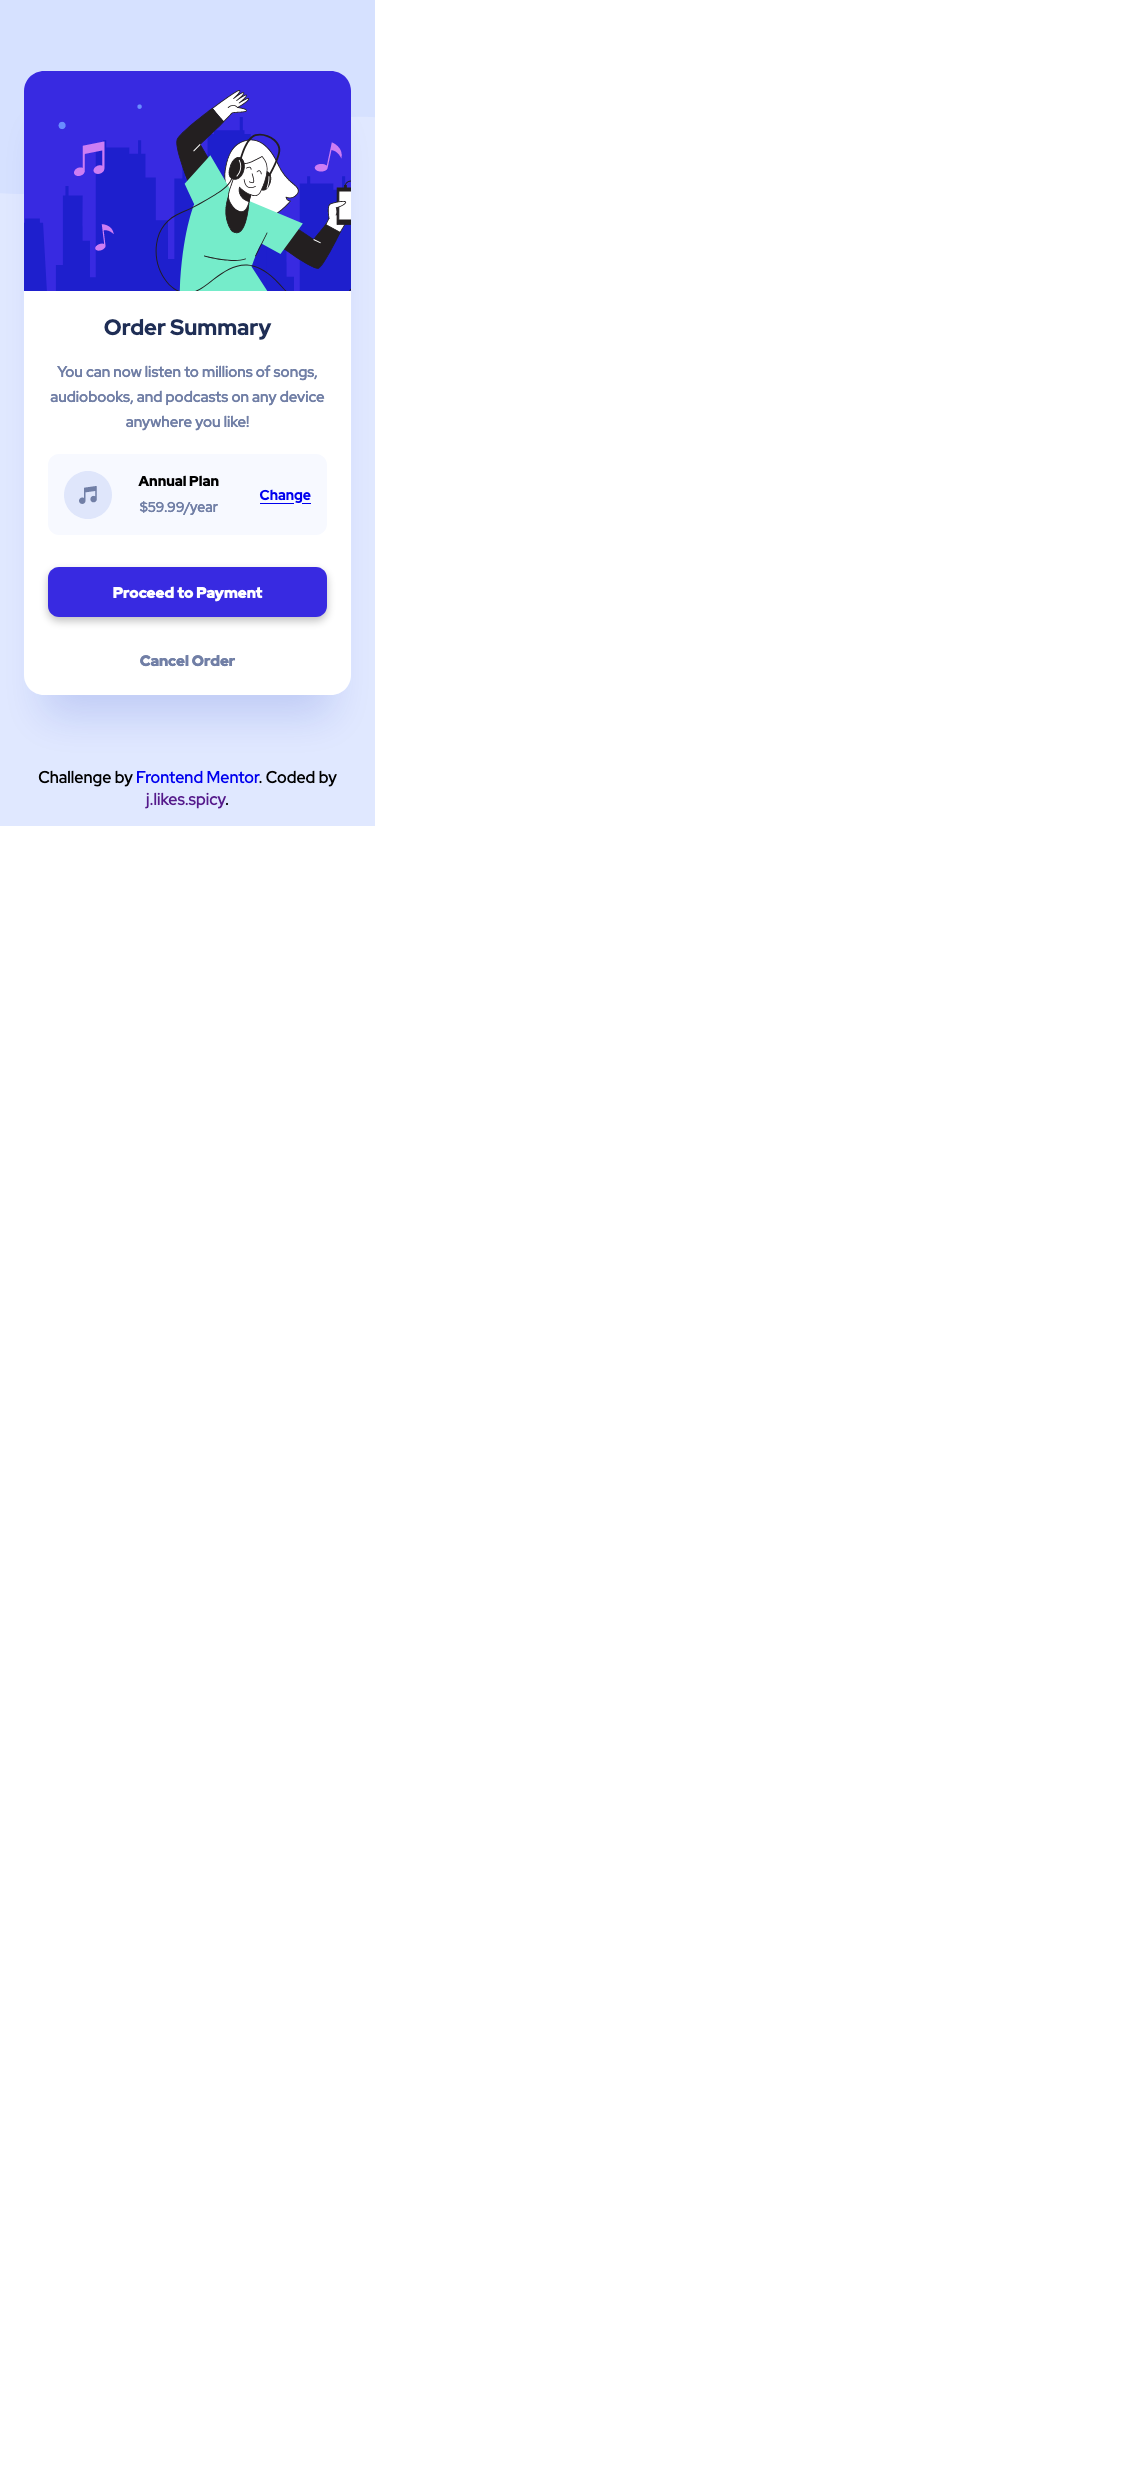 Order Summary
You can now listen to millions of songs,
audiobooks, and podcasts on any device
anywhere you like!
Annual Plan
$59.99/year
Change
Proceed to Payment
Cancel Order
Challenge by Frontend Mentor. Coded by
j.likes.spicy.